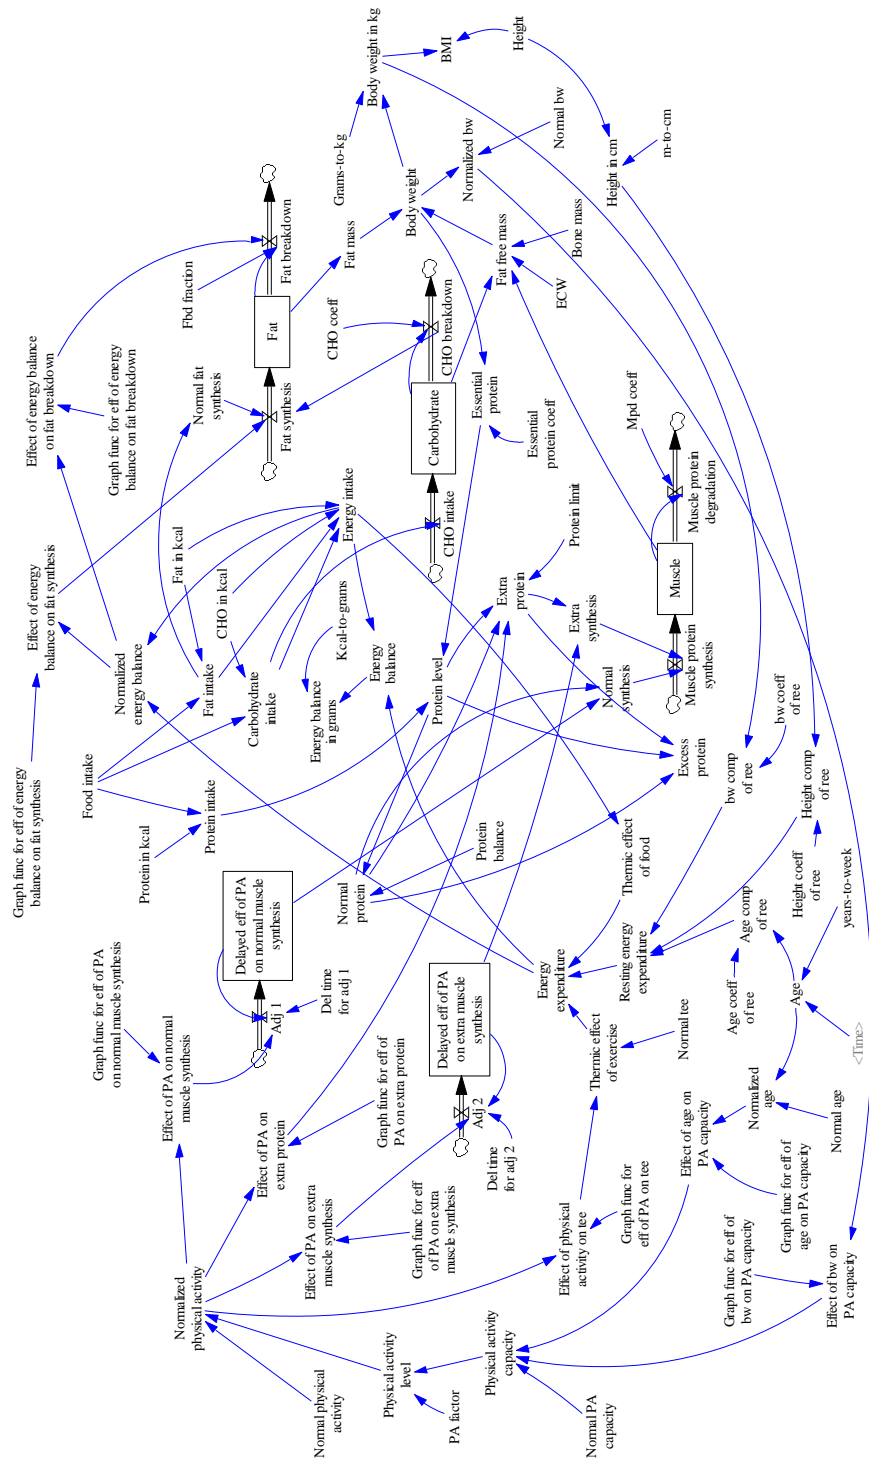 Graph func for eff of energy
balance on fat synthesis
Effect of energy
balance on fat synthesis
Effect of energy balance
on fat breakdown
Graph func for eff of energy
balance on fat breakdown
Food intake
Normalized
energy balance
Protein in kcal
Protein intake
Fat intake
Fat in kcal
CHO in kcal
Carbohydrate
intake
Normal fat
synthesis
Fbd fraction
Fat synthesis
Fat
Fat breakdown
Fat mass
Grams-to-kg
Body weight in kg
BMI
Height
Graph func for eff of PA
on normal muscle synthesis
Effect of PA on normal
muscle synthesis
Delayed eff of PA
on normal muscle
synthesis
Adj 1
Del time
for adj 1
Energy balance
in grams
Kcal-to-grams
Energy
balance
Energy intake
CHO coeff
CHO intake
Carbohydrate
CHO breakdown
Body weight
Normalized bw
Normal bw
Height in cm
m-to-cm
Normalized
physical activity
Effect of PA on
extra protein
Graph func for eff of
PA on extra protein
Normal
protein
Protein level
Protein
balance
Essential
protein
Essential
protein coeff
Fat free mass
ECW
Bone mass
Normal physical
activity
Effect of PA on extra
muscle synthesis
Graph func for eff
of PA on extra
muscle synthesis
Adj 2
Delayed eff of PA
on extra muscle
synthesis
Del time
for adj 2
Extra
protein
Protein limit
Extra
synthesis
Normal
synthesis
Physical activity
level
PA factor
Physical activity
capacity
Normal PA
capacity
Effect of physical
activity on tee
Graph func for
eff of PA on tee
Thermic effect
of exercise
Normal tee
Energy
expenditure
Resting energy
expenditure
Thermic effect
of food
Excess
protein
Muscle protein
synthesis
Muscle
Muscle protein
degradation
Mpd coeff
Effect of age on
PA capacity
Graph func for eff of
age on PA capacity
Normalized
age
Normal age
Age
Age coeff
of ree
Age comp
of ree
bw comp
of ree
bw coeff
of ree
Height coeff
of ree
Height comp
of ree
years-to-week
<Time>
Graph func for eff of
bw on PA capacity
Effect of bw on
PA capacity